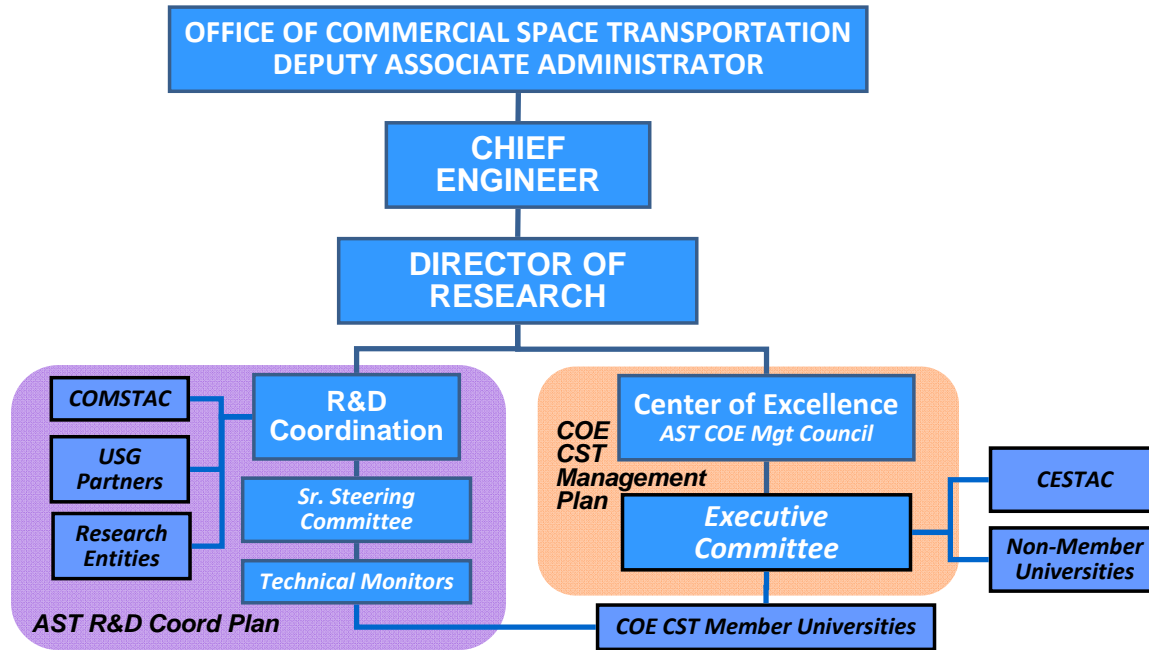 OFFICE OF COMMERCIAL SPACE TRANSPORTATION
DEPUTY ASSOCIATE ADMINISTRATOR
CHIEF
ENGINEER
DIRECTOR OF
RESEARCH
COMSTAC
USG
Partners
Research
Entities
R&D
Coordination
Sr. Steering
Committee
Technical Monitors
AST R&D Coord Plan
COE
CST
Management
Plan
Center of Excellence
AST COE Mgt Council
Executive
Committee
CESTAC
Non-Member
Universities
COE CST Member Universities